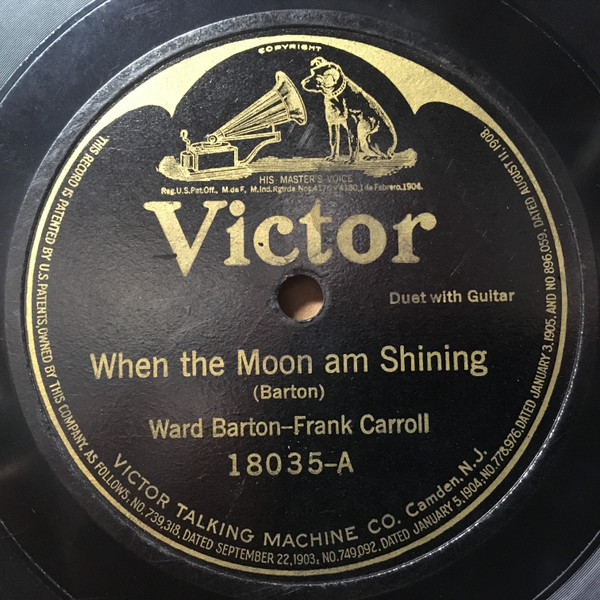 COPYRIGHT
HIS MASTER'S VOICE
Reg.U.S.Pat.Off., M.de F., M.Ind.Rgtrda Nos.4170 y 4180, 1 de Febrero, 1904.
Victor
Duet with Guitar
When the Moon am Shining
(Barton)
Ward Barton–Frank Carroll
18035-A
VICTOR TALKING MACHINE CO. Camden, N.J.
THIS RECORD IS PATENTED BY U.S. PATENTS, OWNED BY THIS COMPANY, AS FOLLOWS, NO. 739,318, DATED SEPTEMBER 22, 1903; NO. 749,092, DATED JANUARY 5, 1904, NO. 778,976, DATED JANUARY 3, 1905, AND NO 896,059, DATED AUGUST 11, 1908